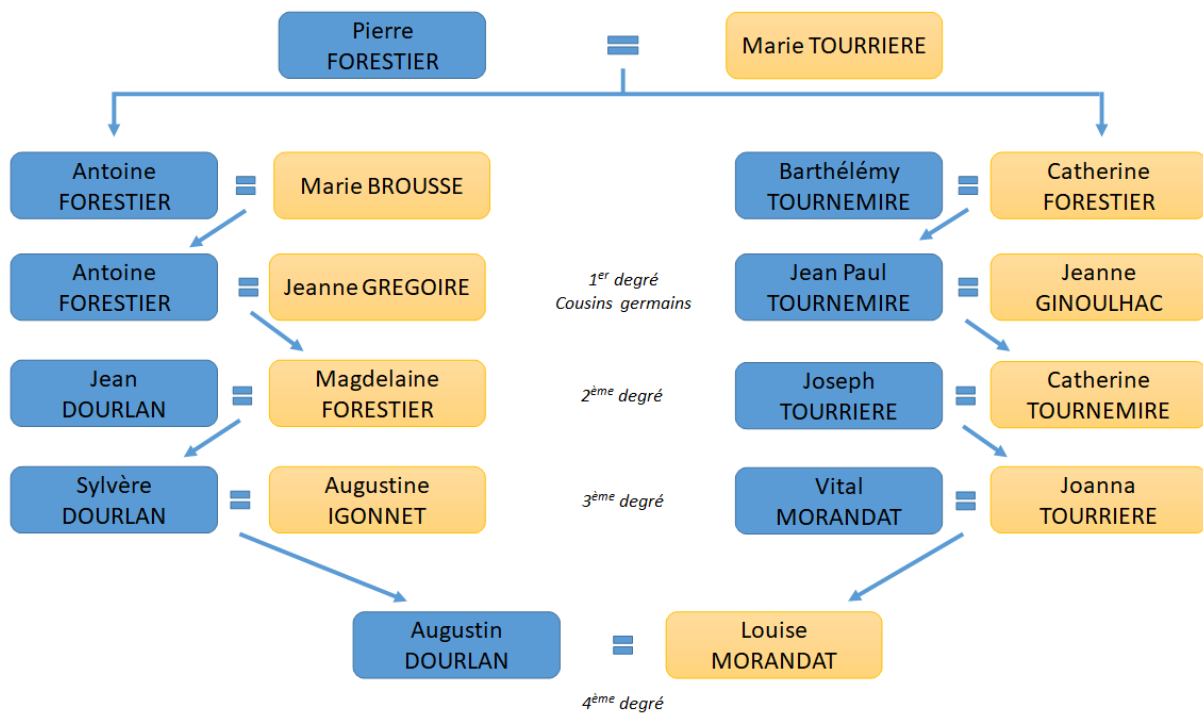 Pierre
FORESTIER
Marie TOURRIERE
Antoine
FORESTIER
Marie BROUSSE
Barthélémy
TOURNEMIRE
Catherine
FORESTIER
Antoine
FORESTIER
Jeanne GREGOIRE
1er degré
Cousins germains
Jean Paul
TOURNEMIRE
Jeanne
GINOULHAC
Jean
DOURLAN
Magdelaine
FORESTIER
2ème degré
Joseph
TOURRIERE
Catherine
TOURNEMIRE
Sylvère
DOURLAN
Augustine
IGONNET
3ème degré
Vital
MORANDAT
Joanna
TOURRIERE
Augustin
DOURLAN
Louise
MORANDAT
4ème degré